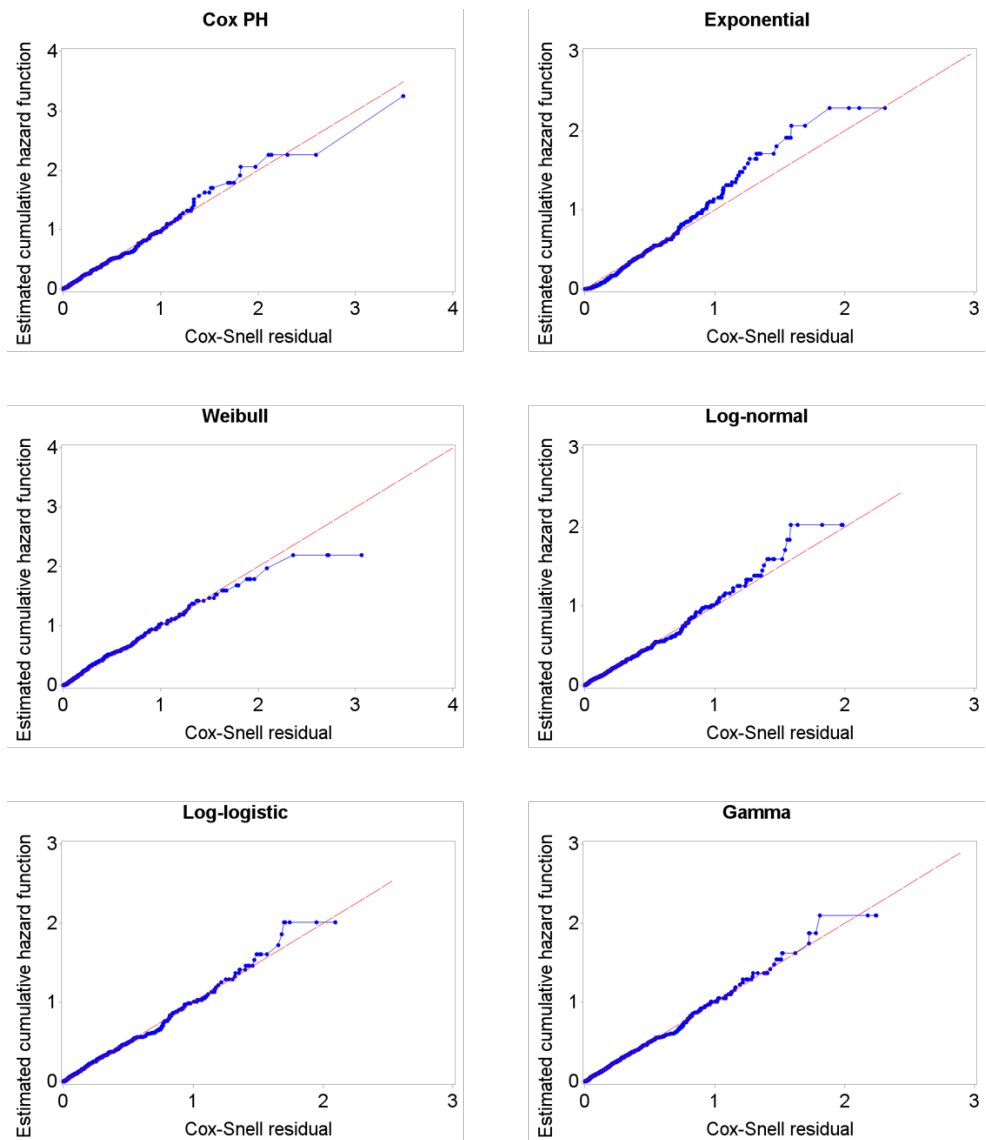 Cox PH
Estimated cumulative hazard function
4
3
2
1
0
0 1 2 3 4
Cox-Snell residual
Exponential
Estimated cumulative hazard function
3
2
1
0
0 1 2 3
Cox-Snell residual
Weibull
Estimated cumulative hazard function
4
3
2
1
0
0 1 2 3 4
Cox-Snell residual
Log-normal
Estimated cumulative hazard function
3
2
1
0
0 1 2 3
Cox-Snell residual
Log-logistic
Estimated cumulative hazard function
3
2
1
0
0 1 2 3
Cox-Snell residual
Gamma
Estimated cumulative hazard function
3
2
1
0
0 1 2 3
Cox-Snell residual